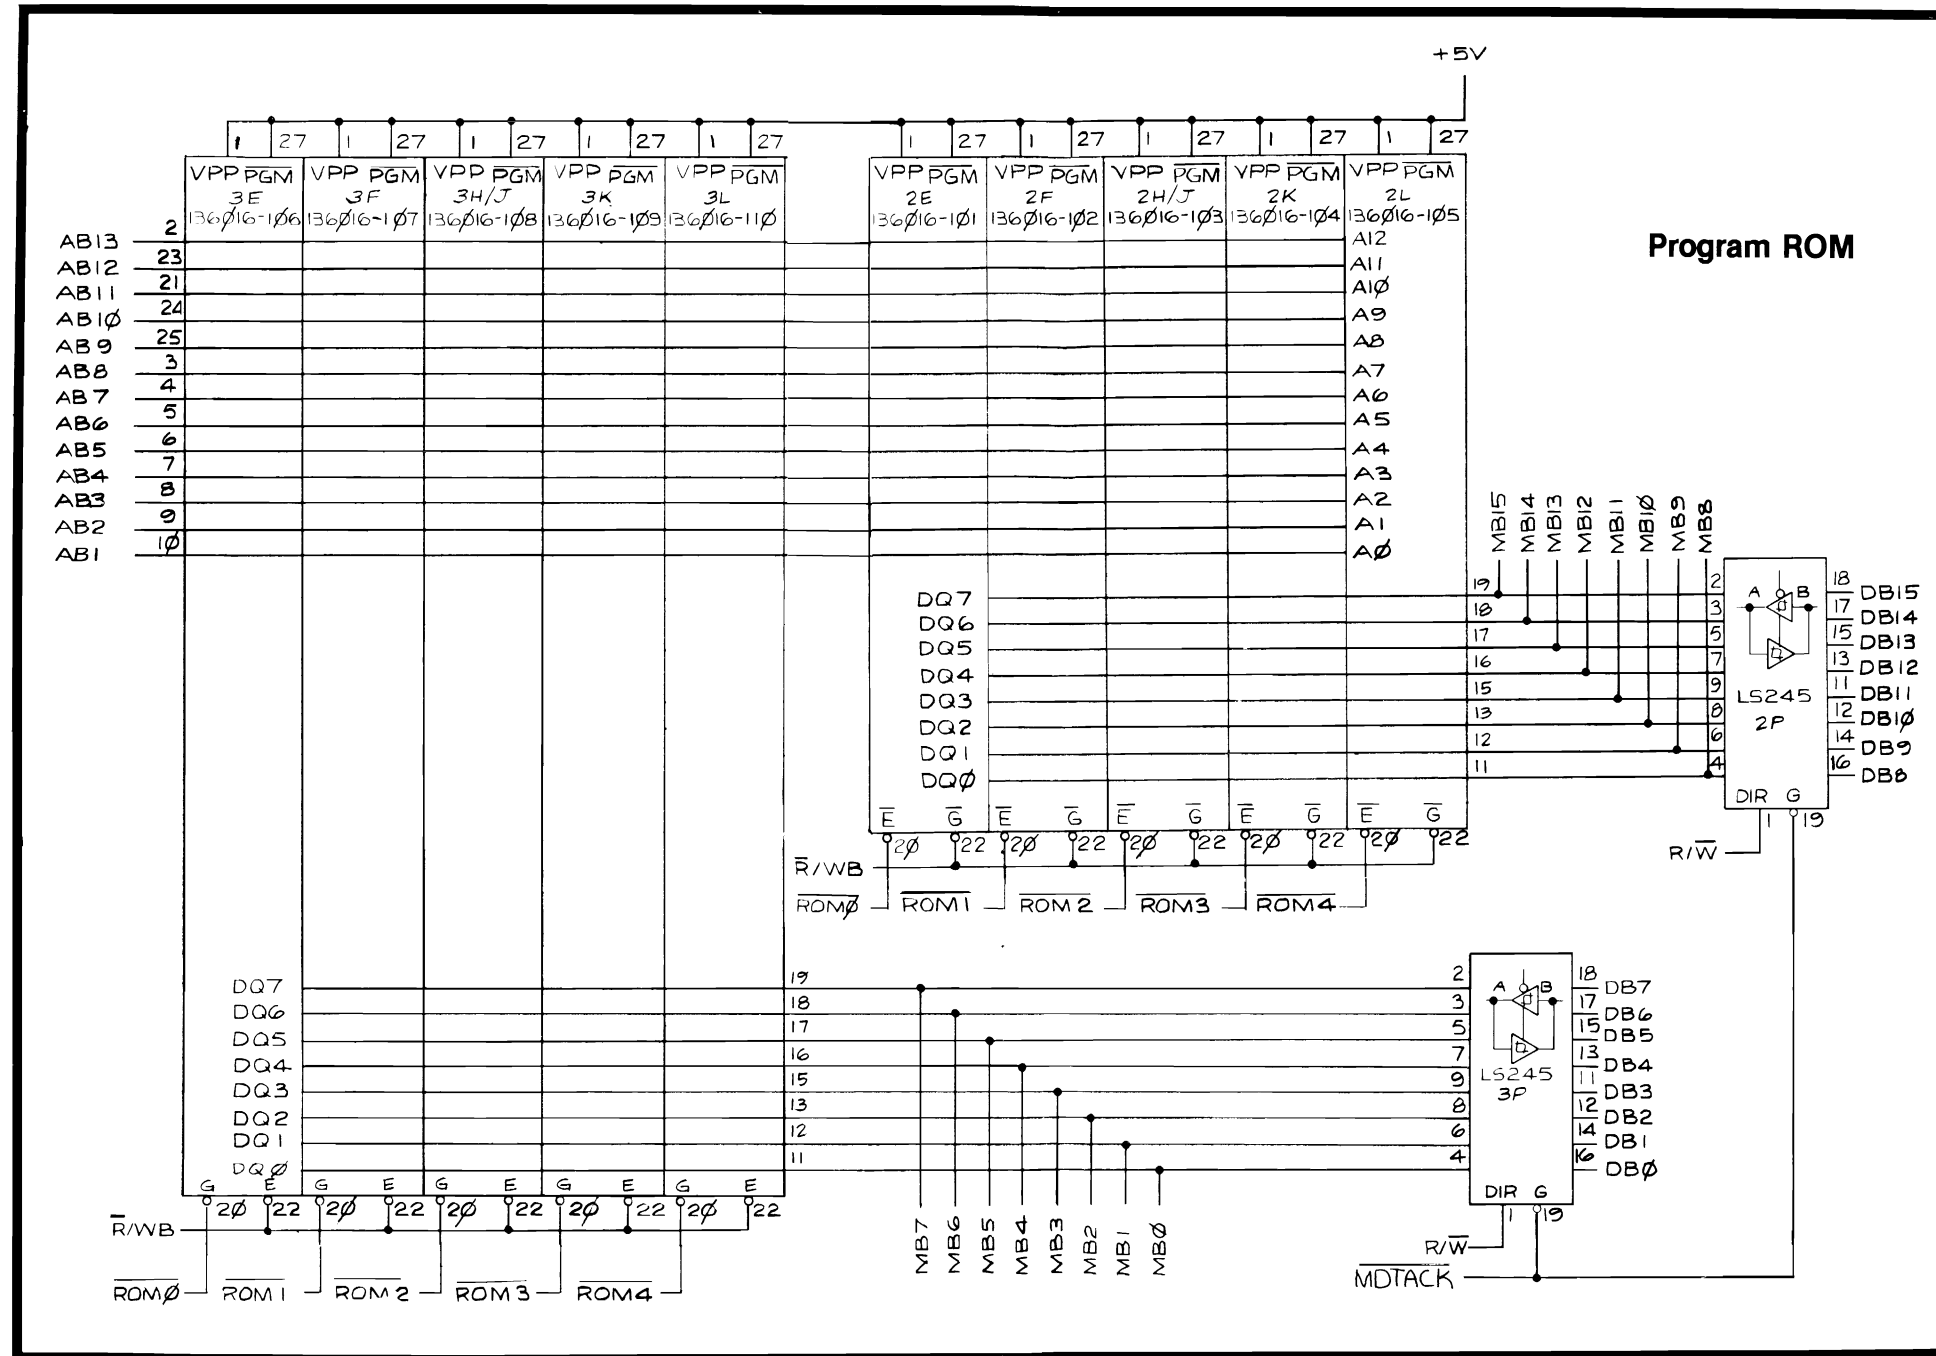 +5V
1 27 1 27 1 27 1 27 1 27 1 27 1 27 1 27 1 27 1 27
VPP PGM VPP PGM VPP PGM VPP PGM VPP PGM VPP PGM VPP PGM VPP PGM VPP PGM VPP PGM
3E 3F 3H/J 3K 3L 2E 2F 2H/J 2K 2L
136Ø16-1Ø6 136Ø16-1Ø7 136Ø16-1Ø8 136Ø16-1Ø9 136Ø16-11Ø 136Ø16-1Ø1 136Ø16-1Ø2 136Ø16-1Ø3 136Ø16-1Ø4 136Ø16-1Ø5
Program ROM
AB13 2 A12
AB12 23 A11
AB11 21 A1Ø
AB1Ø 24 A9
AB9 25 A8
AB8 3 A7
AB7 4 A6
AB6 5 A5
AB5 6 A4
AB4 7 A3
AB3 8 A2
AB2 9 A1
AB1 1Ø AØ
MB15 MB14 MB13 MB12 MB11 MB1Ø MB9 MB8
DQ7 19 2 A B 18 DB15
DQ6 18 3 17 DB14
DQ5 17 5 15 DB13
DQ4 16 7 13 DB12
DQ3 15 9 LS245 11 DB11
DQ2 13 8 2P 12 DB1Ø
DQ1 12 6 14 DB9
DQØ 11 4 16 DB8
DIR G
1 19
R/W̅
E̅ G̅ E̅ G̅ E̅ G̅ E̅ G̅ E̅ G̅
2Ø 22 2Ø 22 2Ø 22 2Ø 22 2Ø 22
R̅/WB
ROMØ ROM1 ROM2 ROM3 ROM4
DQ7 19 2 A B 18 DB7
DQ6 18 3 17 DB6
DQ5 17 5 15 DB5
DQ4 16 7 13 DB4
DQ3 15 9 LS245 11 DB3
DQ2 13 8 3P 12 DB2
DQ1 12 6 14 DB1
DQØ 11 4 16 DBØ
G E G E G E G E G E
2Ø 22 2Ø 22 2Ø 22 2Ø 22 2Ø 22
R̅/WB
ROMØ ROM1 ROM2 ROM3 ROM4
MB7 MB6 MB5 MB4 MB3 MB2 MB1 MBØ
DIR G
1 19
R/W̅
MDTACK